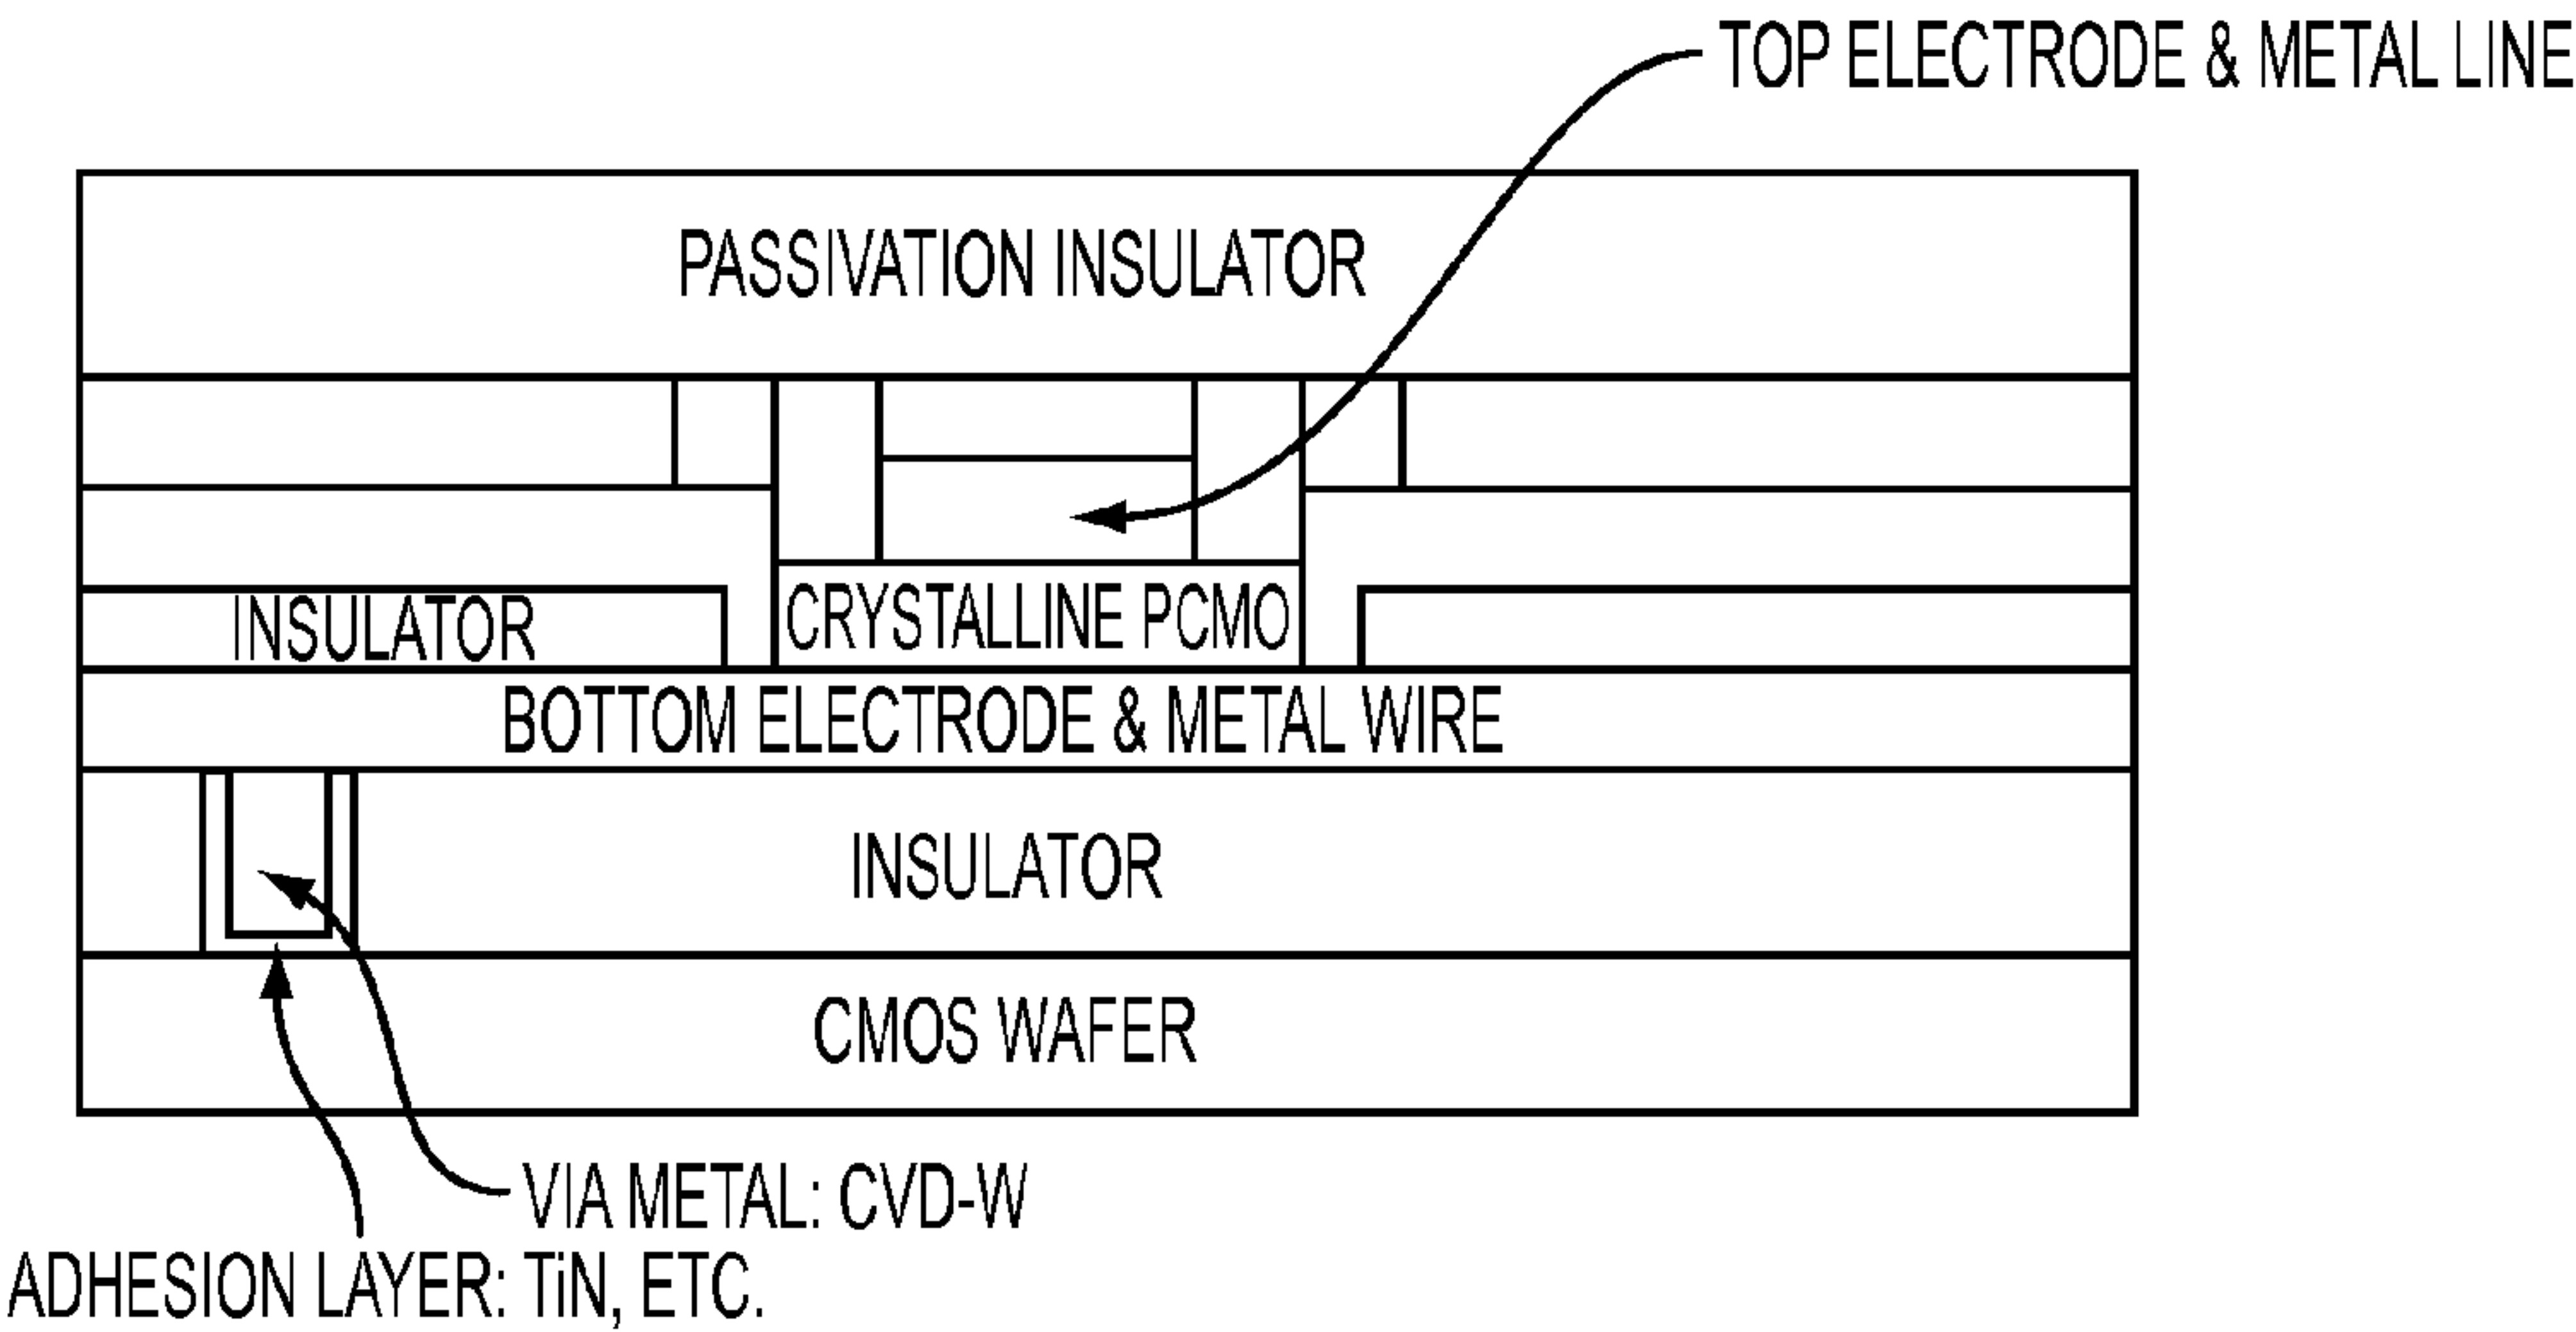 TOP ELECTRODE & METAL LINE
PASSIVATION INSULATOR
CRYSTALLINE PCMO
INSULATOR
BOTTOM ELECTRODE & METAL WIRE
INSULATOR
CMOS WAFER
VIA METAL: CVD-W
ADHESION LAYER: TiN, ETC.